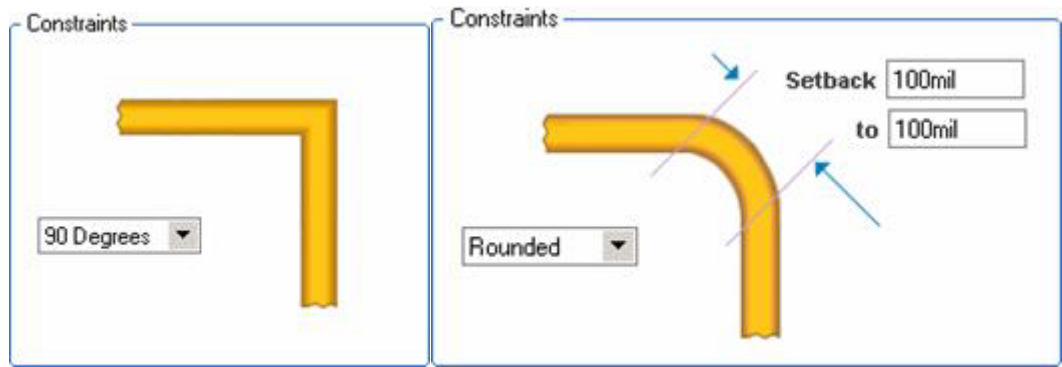 Constraints
90 Degrees
Constraints
Setback 100mil
to 100mil
Rounded